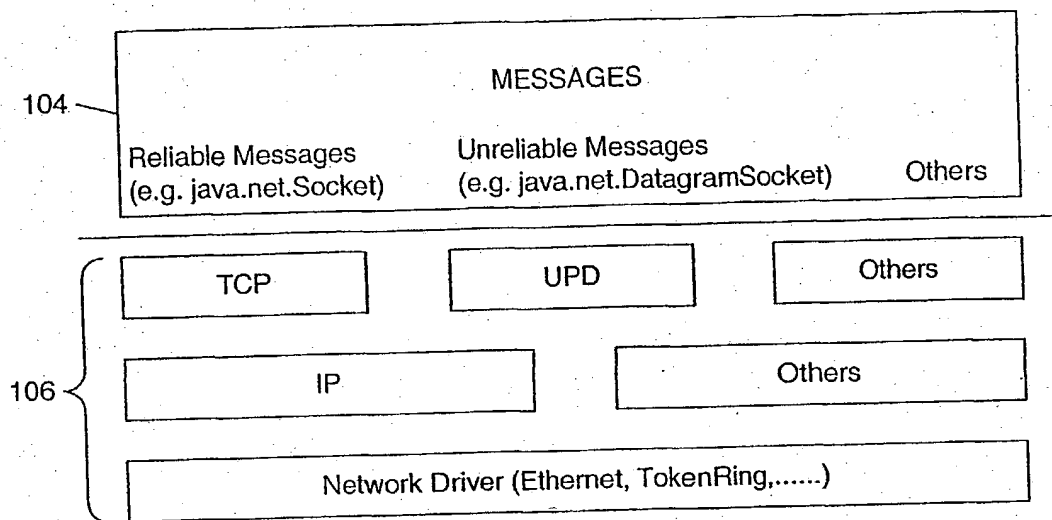 MESSAGES
104
Reliable Messages
(e.g. java.net.Socket)
Unreliable Messages
(e.g. java.net.DatagramSocket)
Others
TCP
UPD
Others
106
IP
Others
Network Driver (Ethernet, TokenRing,......)